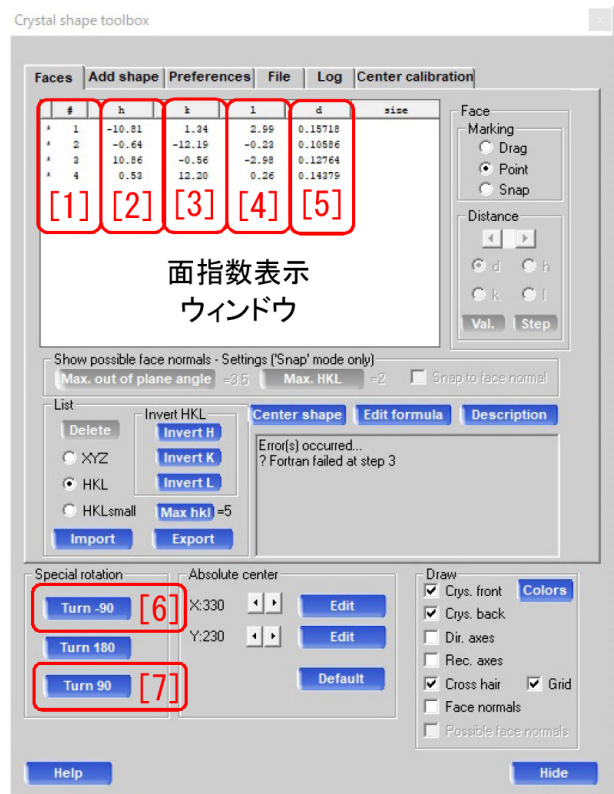 Crystal shape toolbox
Faces Add shape Preferences File Log Center calibration
# h k l d size
* 1 -10.81 1.34 2.99 0.15718
* 2 -0.64 -12.19 -0.23 0.10586
* 3 10.86 -0.56 -2.98 0.12764
* 4 0.53 12.20 0.26 0.14379
[1] [2] [3] [4] [5]
面指数表示
ウィンドウ
Face
Marking
Drag
Point
Snap
Distance
d h
k l
Val. Step
Show possible face normals - Settings ('Snap' mode only)
Max. out of plane angle =3.5 Max. HKL =2 Snap to face normal
List
Delete
XYZ
HKL
HKLsmall
Import
Invert HKL
Invert H
Invert K
Invert L
Max hkl =5
Export
Center shape Edit formula Description
Error(s) occurred...
? Fortran failed at step 3
Special rotation
Turn -90 [6]
Turn 180
Turn 90 [7]
Absolute center
X:330 Edit
Y:230 Edit
Default
Draw
Crys. front Colors
Crys. back
Dir. axes
Rec. axes
Cross hair Grid
Face normals
Possible face normals
Help Hide